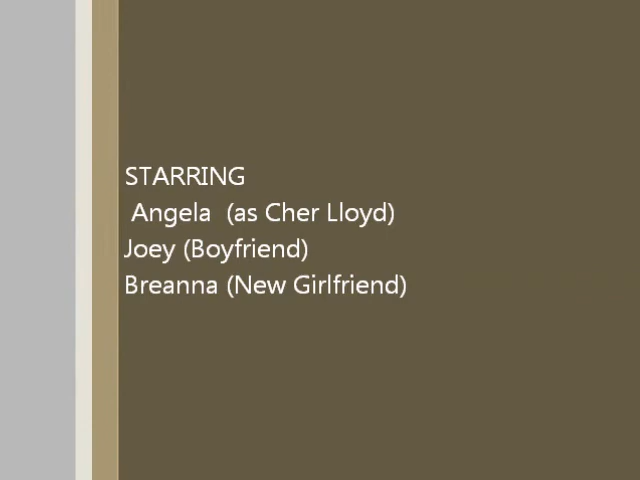 STARRING
Angela  (as Cher Lloyd)
Joey (Boyfriend)
Breanna (New Girlfriend)